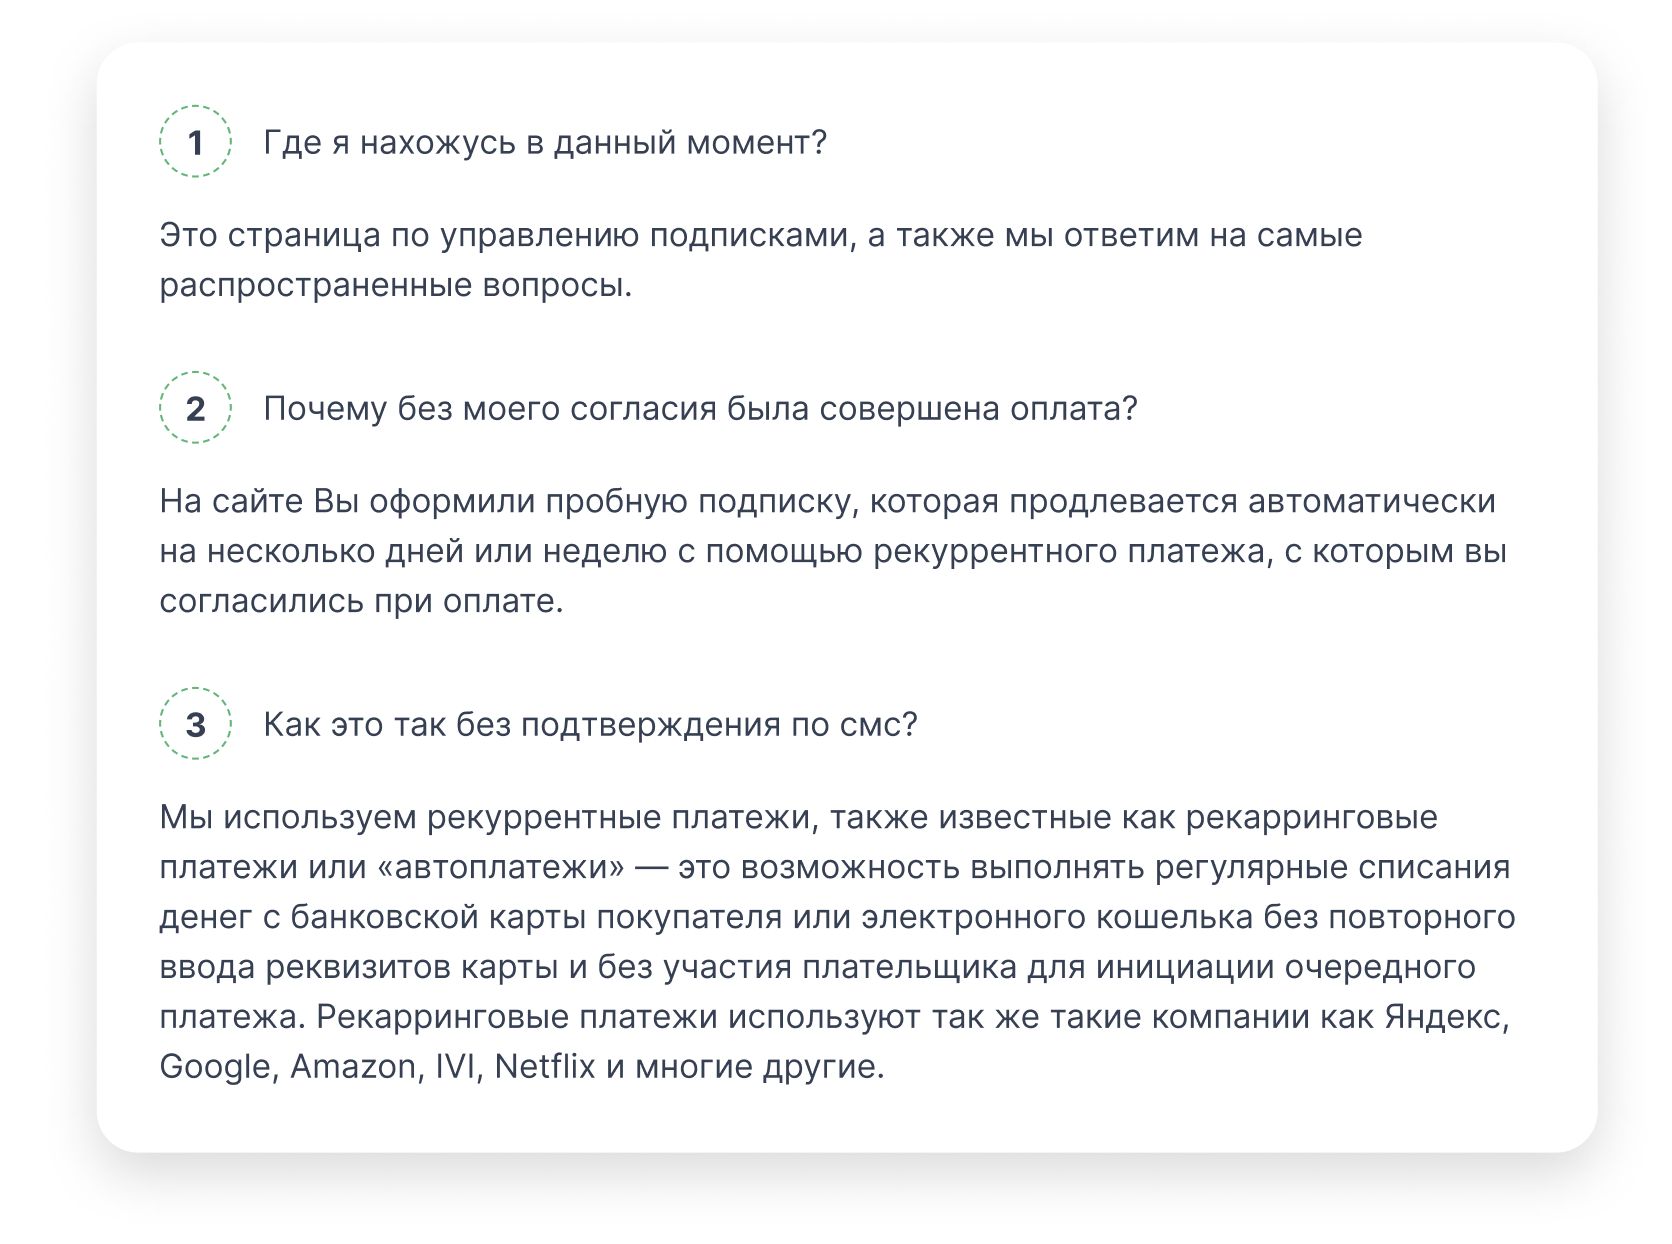 1 Где я нахожусь в данный момент?
Это страница по управлению подписками, а также мы ответим на самые
распространенные вопросы.
2 Почему без моего согласия была совершена оплата?
На сайте Вы оформили пробную подписку, которая продлевается автоматически
на несколько дней или неделю с помощью рекуррентного платежа, с которым вы
согласились при оплате.
3 Как это так без подтверждения по смс?
Мы используем рекуррентные платежи, также известные как рекарринговые
платежи или «автоплатежи» — это возможность выполнять регулярные списания
денег с банковской карты покупателя или электронного кошелька без повторного
ввода реквизитов карты и без участия плательщика для инициации очередного
платежа. Рекарринговые платежи используют так же такие компании как Яндекс,
Google, Amazon, IVI, Netflix и многие другие.